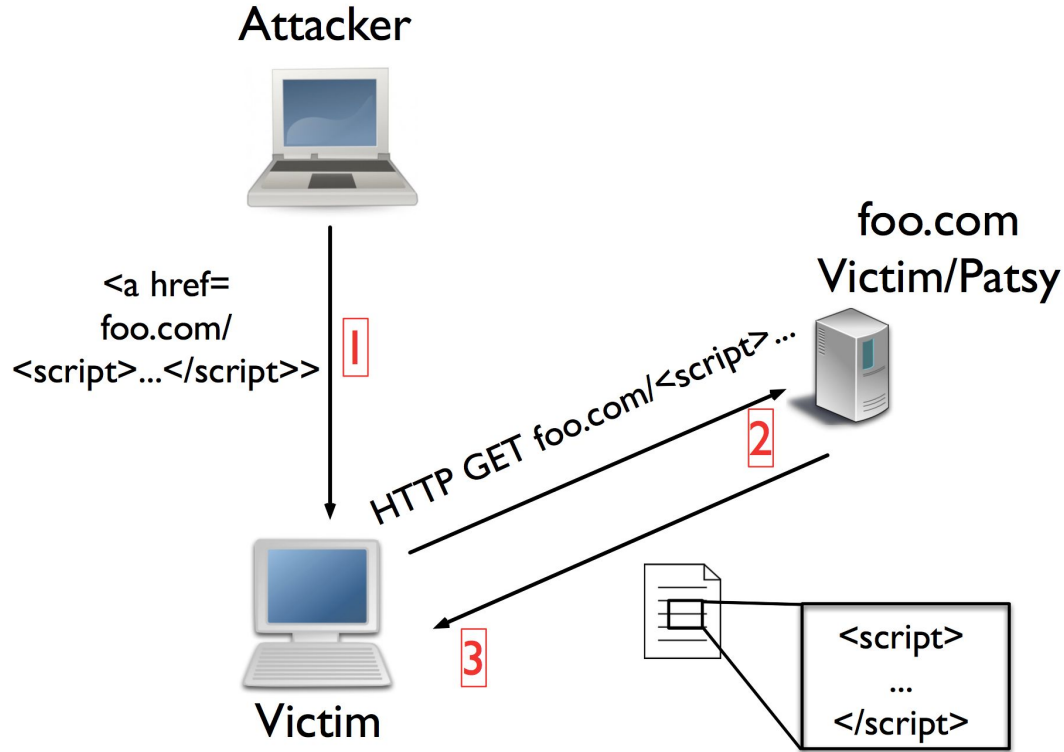 Attacker
<a href=
foo.com/
<script>...</script>>
1
foo.com
Victim/Patsy
HTTP GET foo.com/<script>...
2
3
Victim
<script>
...
</script>